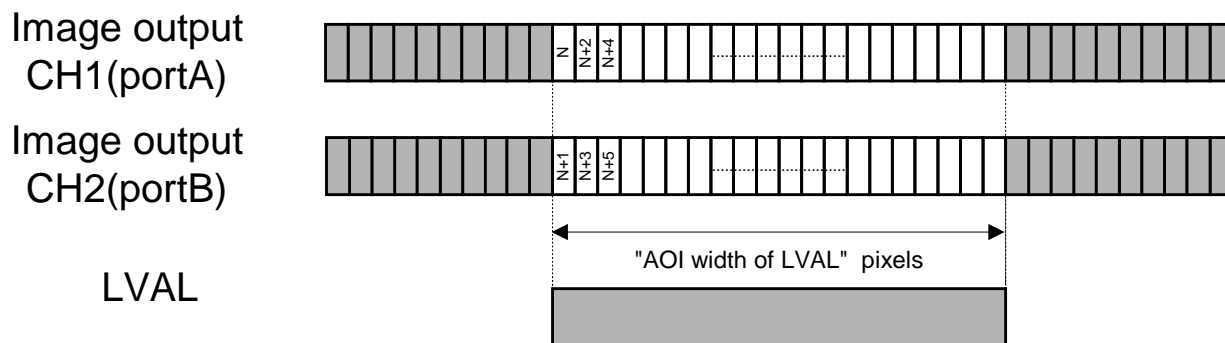 Image output
CH1(portA)
N
N+2
N+4
Image output
CH2(portB)
N+1
N+3
N+5
"AOI width of LVAL" pixels
LVAL